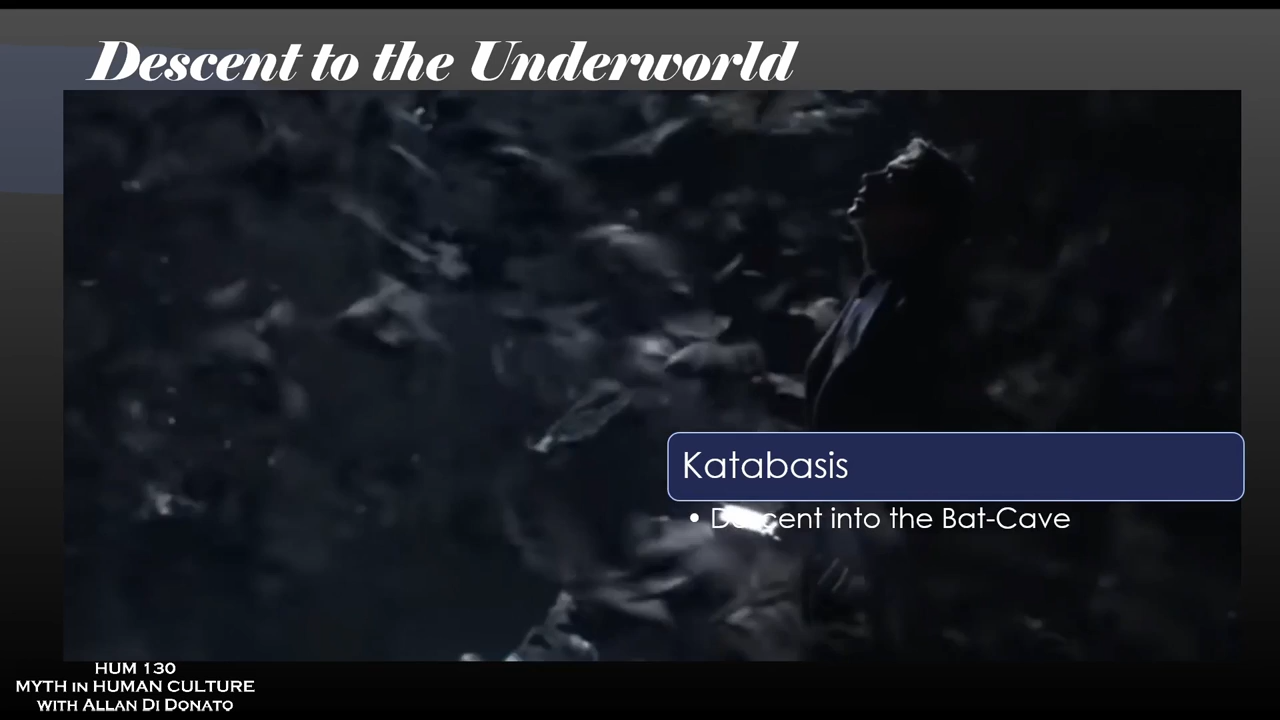 Descent to the Underworld
Katabasis
• Descent into the Bat-Cave
HUM 130
MYTH IN HUMAN CULTURE
WITH ALLAN DI DONATO